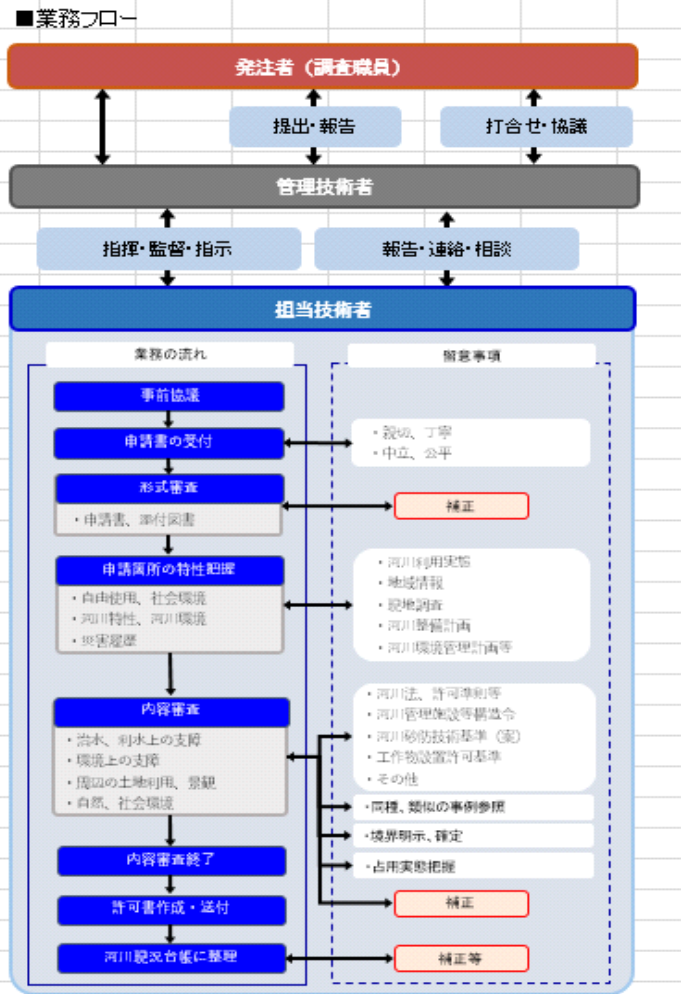 ■業務フロー
発注者（調査職員）
提出・報告
打合せ・協議
管理技術者
指揮・監督・指示
報告・連絡・相談
担当技術者
業務の流れ
留意事項
事前協議
申請書の受付
・親切、丁寧
・中立、公平
形式審査
・申請書、添付図書
補正
申請箇所の特性把握
・自由使用、社会環境
・河川特性、河川環境
・災害履歴
・河川利用実態
・地域情報
・現地調査
・河川整備計画
・河川環境管理計画等
内容審査
・治水、利水上の支障
・環境上の支障
・周辺の土地利用、景観
・自然、社会環境
・河川法、許可準則等
・河川管理施設等構造令
・河川砂防技術基準（案）
・工作物設置許可基準
・その他
・同種、類似の事例参照
・境界明示、確定
・占用実態把握
補正
内容審査終了
許可書作成・送付
河川現況台帳に整理
補正等